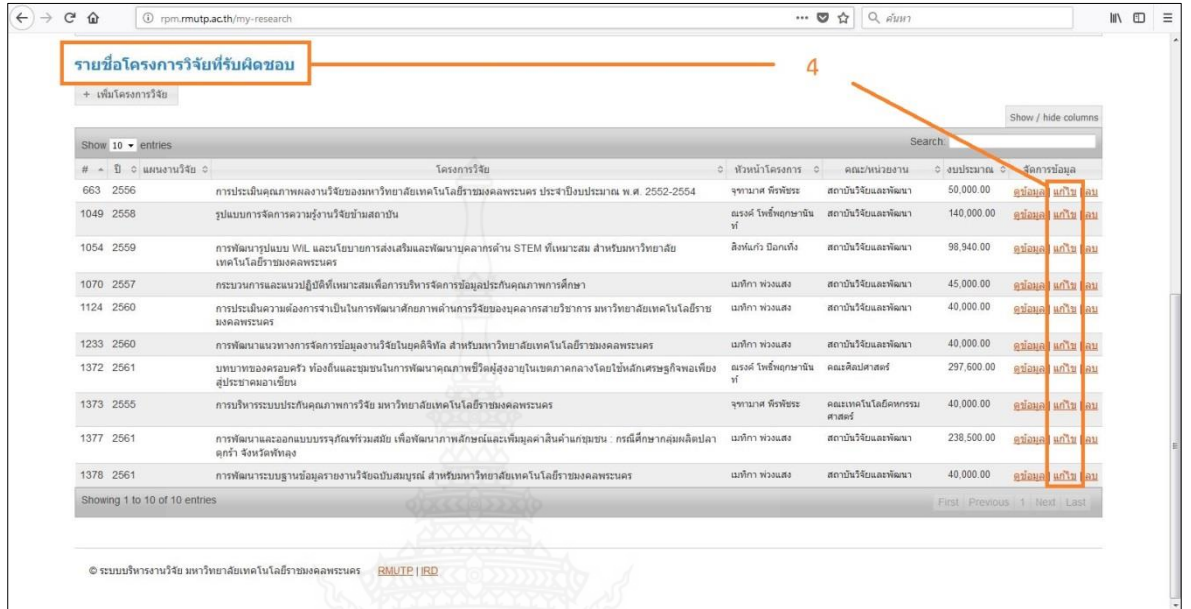 rpm.rmutp.ac.th/my-research
ค้นหา
รายชื่อโครงการวิจัยที่รับผิดชอบ
4
+ เพิ่มโครงการวิจัย
Show / hide columns
Show 10 entries
Search:
# ปี แผนงานวิจัย โครงการวิจัย หัวหน้าโครงการ คณะ/หน่วยงาน งบประมาณ จัดการข้อมูล
663 2556 การประเมินคุณภาพผลงานวิจัยของมหาวิทยาลัยเทคโนโลยีราชมงคลพระนคร ประจำปีงบประมาณ พ.ศ. 2552-2554 จุฑามาศ พีรพัชระ สถาบันวิจัยและพัฒนา 50,000.00 ดูข้อมูล | แก้ไข | ลบ
1049 2558 รูปแบบการจัดการความรู้งานวิจัยข้ามสถาบัน ณรงค์ โพธิ์พฤกษานัน สถาบันวิจัยและพัฒนา 140,000.00 ดูข้อมูล | แก้ไข | ลบ
ท์
1054 2559 การพัฒนารูปแบบ WiL และนโยบายการส่งเสริมและพัฒนาบุคลากรด้าน STEM ที่เหมาะสม สำหรับมหาวิทยาลัย สิงห์แก้ว ป๊อกเทิ่ง สถาบันวิจัยและพัฒนา 98,940.00 ดูข้อมูล | แก้ไข | ลบ
เทคโนโลยีราชมงคลพระนคร
1070 2557 กระบวนการและแนวปฏิบัติที่เหมาะสมเพื่อการบริหารจัดการข้อมูลประกันคุณภาพการศึกษา เมทิกา พ่วงแสง สถาบันวิจัยและพัฒนา 45,000.00 ดูข้อมูล | แก้ไข | ลบ
1124 2560 การประเมินความต้องการจำเป็นในการพัฒนาศักยภาพด้านการวิจัยของบุคลากรสายวิชาการ มหาวิทยาลัยเทคโนโลยีราช เมทิกา พ่วงแสง สถาบันวิจัยและพัฒนา 40,000.00 ดูข้อมูล | แก้ไข | ลบ
มงคลพระนคร
1233 2560 การพัฒนาแนวทางการจัดการข้อมูลงานวิจัยในยุคดิจิทัล สำหรับมหาวิทยาลัยเทคโนโลยีราชมงคลพระนคร เมทิกา พ่วงแสง สถาบันวิจัยและพัฒนา 40,000.00 ดูข้อมูล | แก้ไข | ลบ
1372 2561 บทบาทของครอบครัว ท้องถิ่นและชุมชนในการพัฒนาคุณภาพชีวิตผู้สูงอายุในเขตภาคกลางโดยใช้หลักเศรษฐกิจพอเพียง ณรงค์ โพธิ์พฤกษานัน คณะศิลปศาสตร์ 297,600.00 ดูข้อมูล | แก้ไข | ลบ
สู่ประชาคมอาเซียน ท์
1373 2555 การบริหารระบบประกันคุณภาพการวิจัย มหาวิทยาลัยเทคโนโลยีราชมงคลพระนคร จุฑามาศ พีรพัชระ คณะเทคโนโลยีคหกรรม 40,000.00 ดูข้อมูล | แก้ไข | ลบ
ศาสตร์
1377 2561 การพัฒนาและออกแบบบรรจุภัณฑ์ร่วมสมัย เพื่อพัฒนาภาพลักษณ์และเพิ่มมูลค่าสินค้าแก่ชุมชน : กรณีศึกษากลุ่มผลิตปลา เมทิกา พ่วงแสง สถาบันวิจัยและพัฒนา 238,500.00 ดูข้อมูล | แก้ไข | ลบ
ดุกร้า จังหวัดพัทลุง
1378 2561 การพัฒนาระบบฐานข้อมูลรายงานวิจัยฉบับสมบูรณ์ สำหรับมหาวิทยาลัยเทคโนโลยีราชมงคลพระนคร เมทิกา พ่วงแสง สถาบันวิจัยและพัฒนา 40,000.00 ดูข้อมูล | แก้ไข | ลบ
Showing 1 to 10 of 10 entries
First Previous 1 Next Last
© ระบบบริหารงานวิจัย มหาวิทยาลัยเทคโนโลยีราชมงคลพระนคร RMUTP | IRD